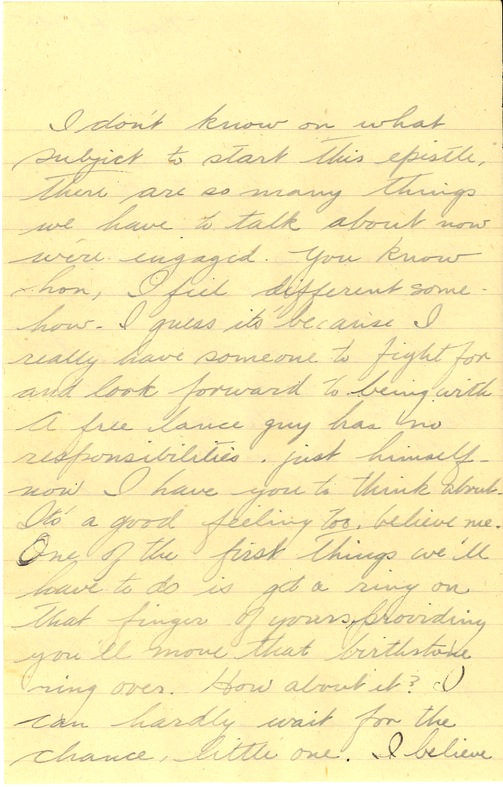 I don't know on what
subject to start this epistle,
there are so many things
we have to talk about now
we're engaged. You know
hon, I feel different some-
how. I guess its because I
really have someone to fight for
and look forward to being with
A free lance guy has no
responsibilities. just himself-
now I have you to think about.
It's a good feeling too, believe me.
One of the first things we'll
have to do is get a ring on
that finger of yours, providing
you'll move that birthstone
ring over. How about it? I
can hardly wait for the
chance, little one. I believe